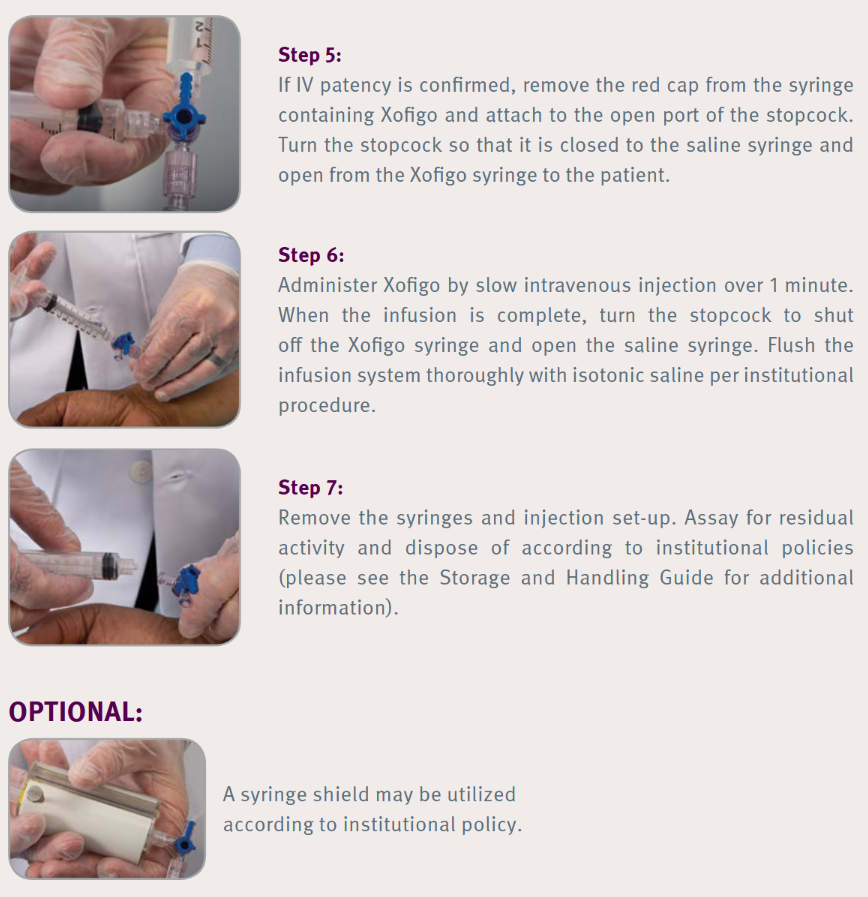 Step 5:
If IV patency is confirmed, remove the red cap from the syringe
containing Xofigo and attach to the open port of the stopcock.
Turn the stopcock so that it is closed to the saline syringe and
open from the Xofigo syringe to the patient.
Step 6:
Administer Xofigo by slow intravenous injection over 1 minute.
When the infusion is complete, turn the stopcock to shut
off the Xofigo syringe and open the saline syringe. Flush the
infusion system thoroughly with isotonic saline per institutional
procedure.
Step 7:
Remove the syringes and injection set-up. Assay for residual
activity and dispose of according to institutional policies
(please see the Storage and Handling Guide for additional
information).
OPTIONAL:
A syringe shield may be utilized
according to institutional policy.